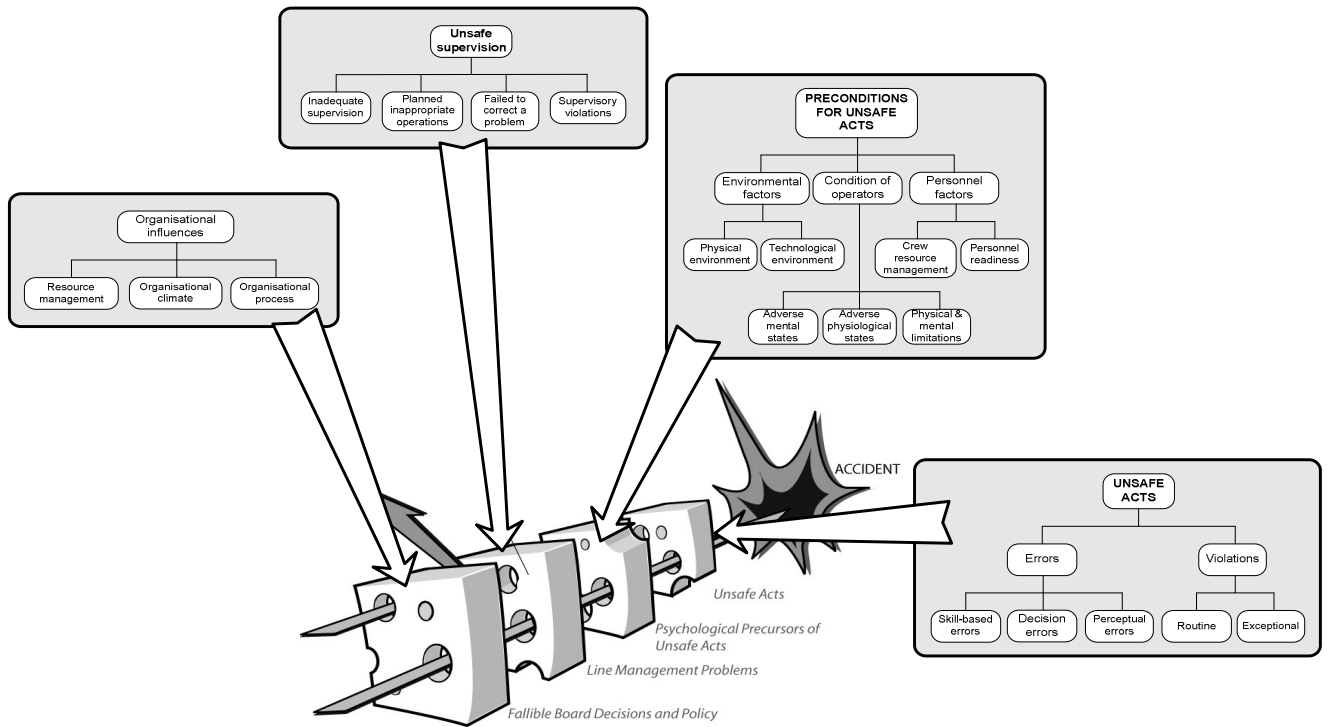 Unsafe
supervision
Inadequate
supervision
Planned
inappropriate
operations
Failed to
correct a
problem
Supervisory
violations
PRECONDITIONS
FOR UNSAFE
ACTS
Environmental
factors
Condition of
operators
Personnel
factors
Physical
environment
Technological
environment
Crew
resource
management
Personnel
readiness
Adverse
mental
states
Adverse
physiological
states
Physical &
mental
limitations
Organisational
influences
Resource
management
Organisational
climate
Organisational
process
ACCIDENT
UNSAFE
ACTS
Errors
Violations
Skill-based
errors
Decision
errors
Perceptual
errors
Routine
Exceptional
Unsafe Acts
Psychological Precursors of
Unsafe Acts
Line Management Problems
Fallible Board Decisions and Policy